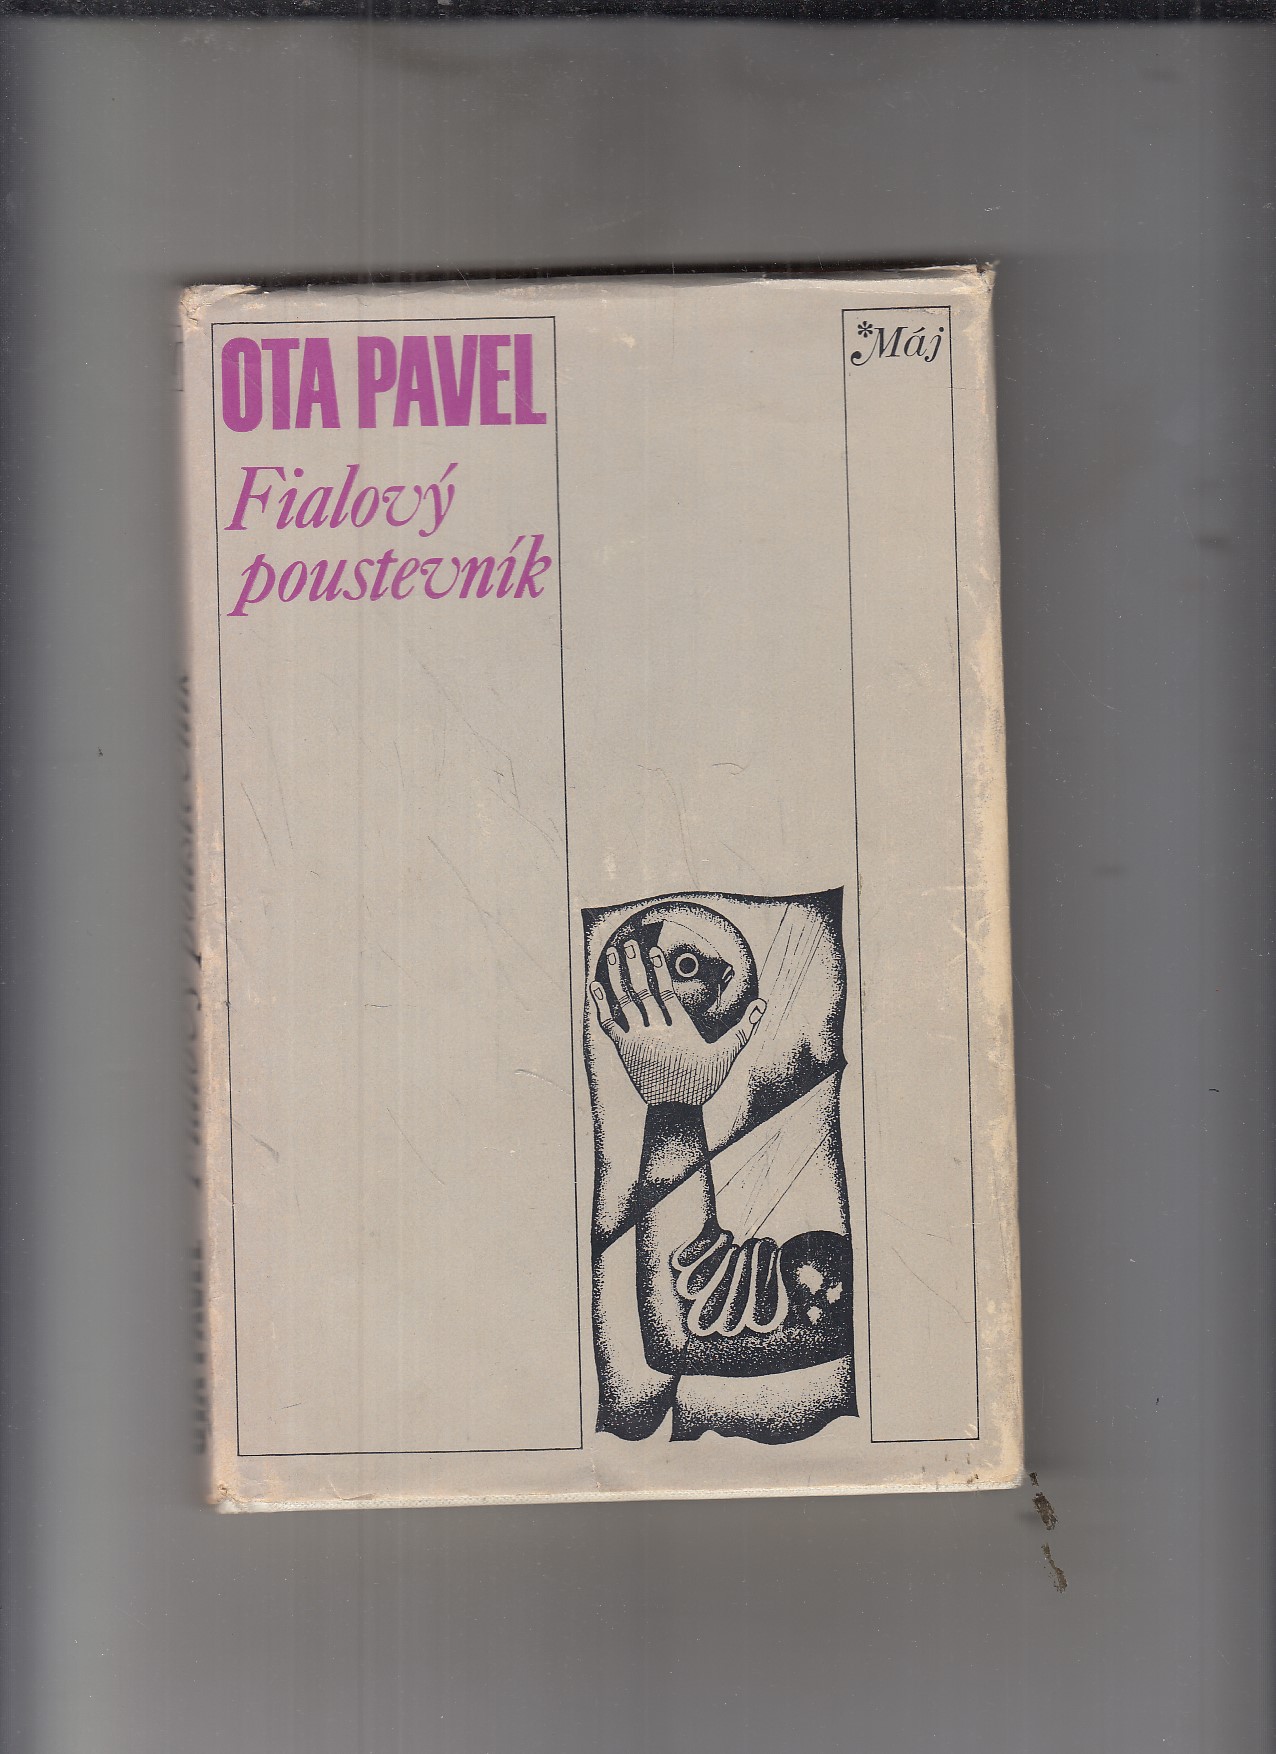 OTA PAVEL
Fialový
poustevník
*Máj